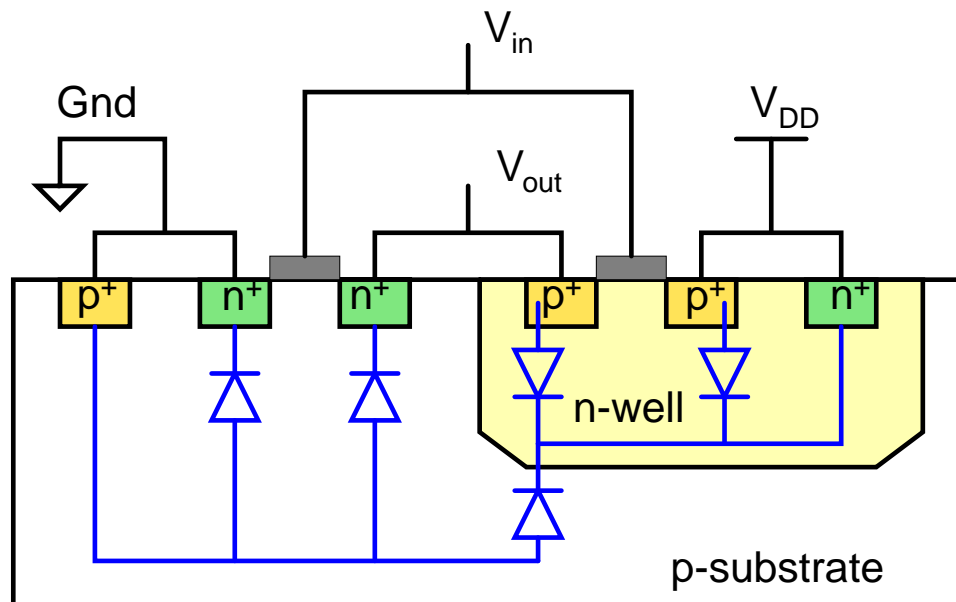 V_in
Gnd
V_DD
V_out
p⁺ n⁺ n⁺ p⁺ p⁺ n⁺
n-well
p-substrate